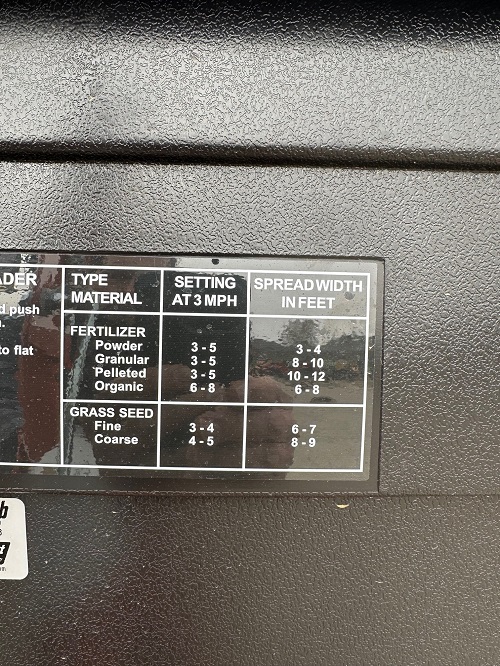 ADER
d push
to flat
TYPE MATERIAL SETTING AT 3 MPH SPREAD WIDTH IN FEET
FERTILIZER
Powder 3 - 5 3 - 4
Granular 3 - 5 8 - 10
Pelleted 3 - 5 10 - 12
Organic 6 - 8 6 - 8
GRASS SEED
Fine 3 - 4 6 - 7
Coarse 4 - 5 8 - 9